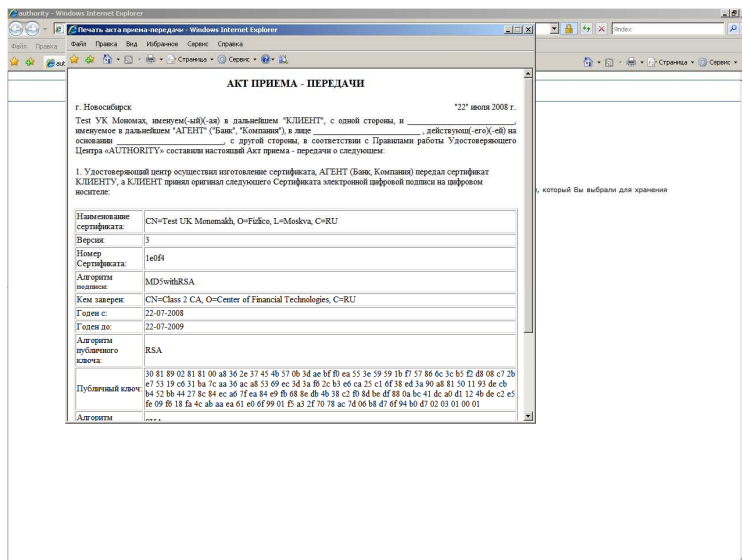 authority - Windows Internet Explorer
Печать акта приема-передачи - Windows Internet Explorer
Яndex
Файл Правка
Файл Правка Вид Избранное Сервис Справка
aut
Страница Сервис
Страница Сервис
АКТ ПРИЕМА - ПЕРЕДАЧИ
г. Новосибирск "22" июля 2008 г.
Test УК Мономах, именуем(-ый)(-ая) в дальнейшем "КЛИЕНТ", с одной стороны, и ____________________,
именуемое в дальнейшем "АГЕНТ" ("Банк", "Компания"), в лице ____________________ , действующ(-его)(-ей) на
основании ____________________, с другой стороны, в соответствии с Правилами работы Удостоверяющего
Центра «AUTHORITY» составили настоящий Акт приема - передачи о следующем:
1. Удостоверяющий центр осуществил изготовление сертификата, АГЕНТ (Банк, Компания) передал сертификат
КЛИЕНТУ, а КЛИЕНТ принял оригинал следующего Сертификата электронной цифровой подписи на цифровом
носителе:
, который Вы выбрали для хранения
Наименование
сертификата:
CN=Test UK Monomakh, O=Fizlico, L=Moskva, C=RU
Версия: 3
Номер
Сертификата:
1e0f4
Алгоритм
подписи:
MD5withRSA
Кем заверен: CN=Class 2 CA, O=Center of Financial Technologies, C=RU
Годен с: 22-07-2008
Годен до: 22-07-2009
Алгоритм
публичного
ключа:
RSA
Публичный ключ:
30 81 89 02 81 81 00 a8 36 2e 37 45 4b 57 0b 3d ae bf f0 ea 55 3e 59 59 1b f7 57 86 6c 3c b5 f2 d8 08 c7 2b
e7 53 19 c6 31 ba 7c aa 36 ac a8 53 69 ec 3d 3a f6 2c b3 e6 ca 25 c1 6f 38 ed 3a 90 a8 81 50 11 93 de cb
b4 52 bb 44 27 8c 84 ec a6 7f ea 84 e9 fb 68 8e db 4b 38 c2 f0 8d be df 88 0a bc 41 dc a0 d1 12 4b de c2 e5
fe 09 f6 18 fa 4c ab aa ea 61 e0 6f 99 01 f5 a3 2f 70 78 ac 7d 06 b8 d7 6f 94 b0 d7 02 03 01 00 01
Алгоритм